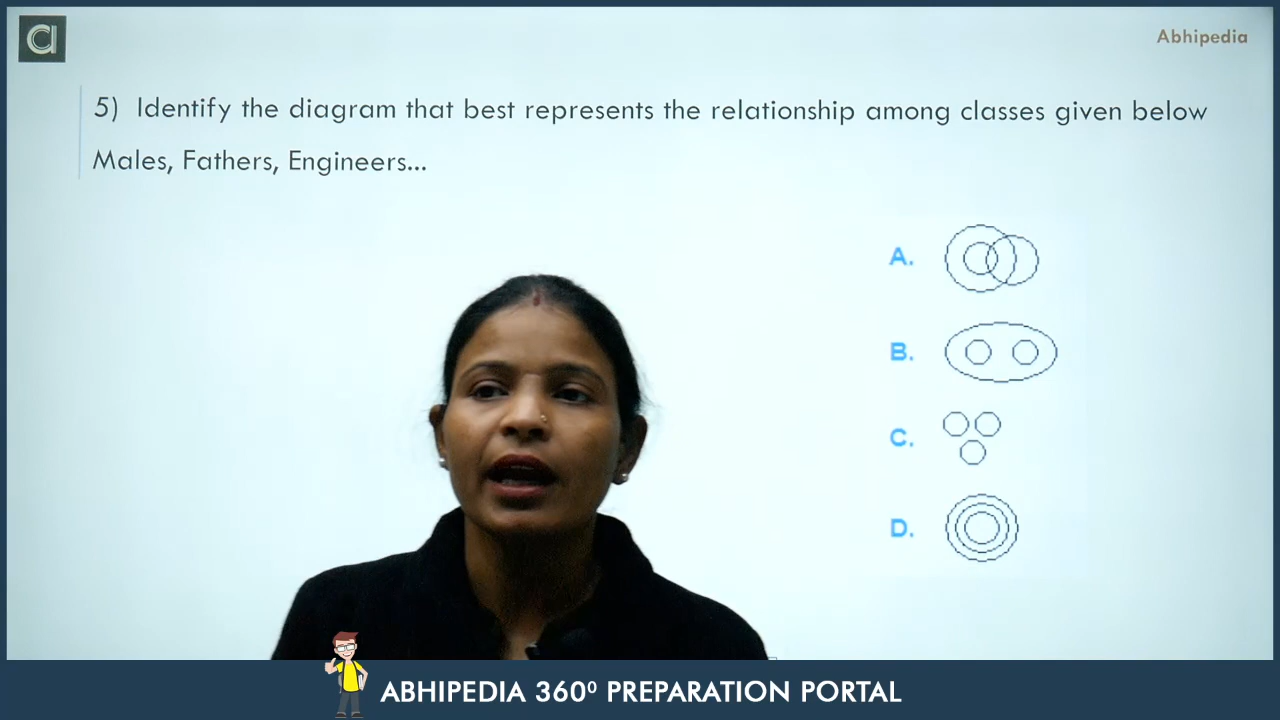 Abhipedia
5) Identify the diagram that best represents the relationship among classes given below
Males, Fathers, Engineers...
A.
B.
C.
D.
ABHIPEDIA 360⁰ PREPARATION PORTAL